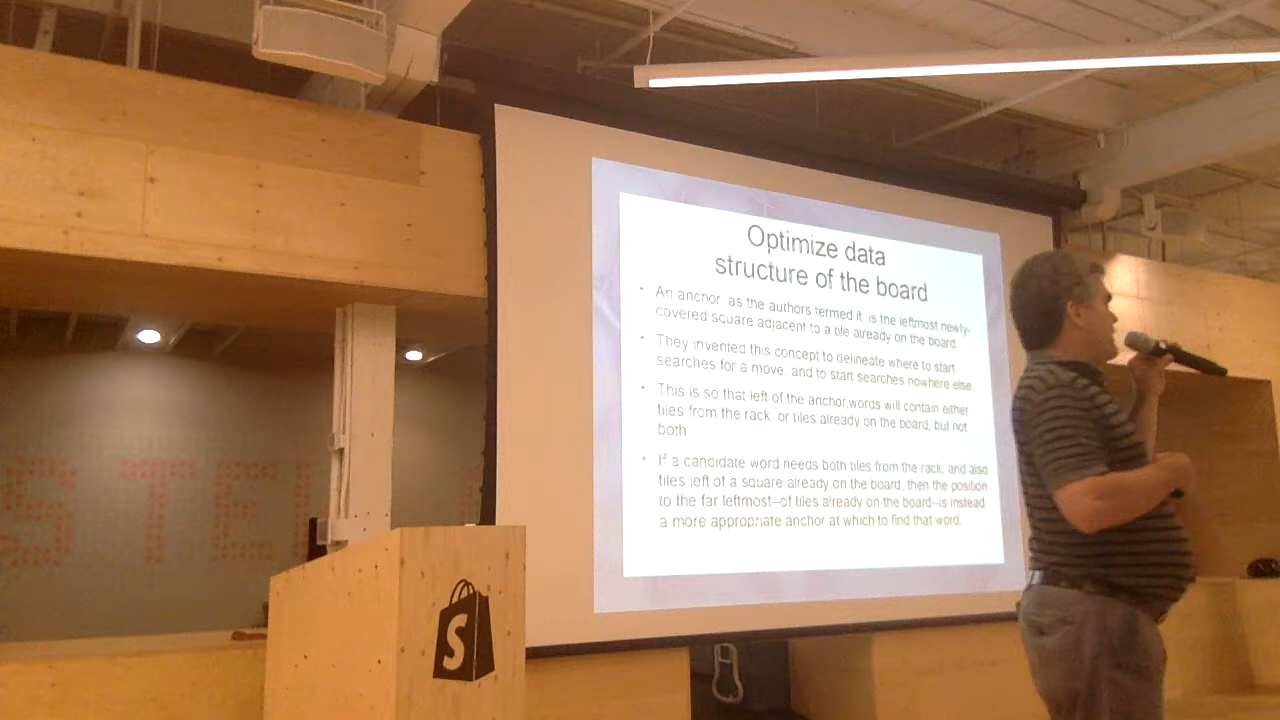 Optimize data
structure of the board
• An anchor, as the authors termed it, is the leftmost newly-
covered square adjacent to a tile already on the board.
• They invented this concept to delineate where to start
searches for a move, and to start searches nowhere else.
• This is so that left of the anchor,words will contain either
tiles from the rack, or tiles already on the board, but not
both
• If a candidate word needs both tiles from the rack, and also
tiles left of a square already on the board, then the position
to the far leftmost--of tiles already on the board--is instead
a more appropriate anchor at which to find that word.
STE
S